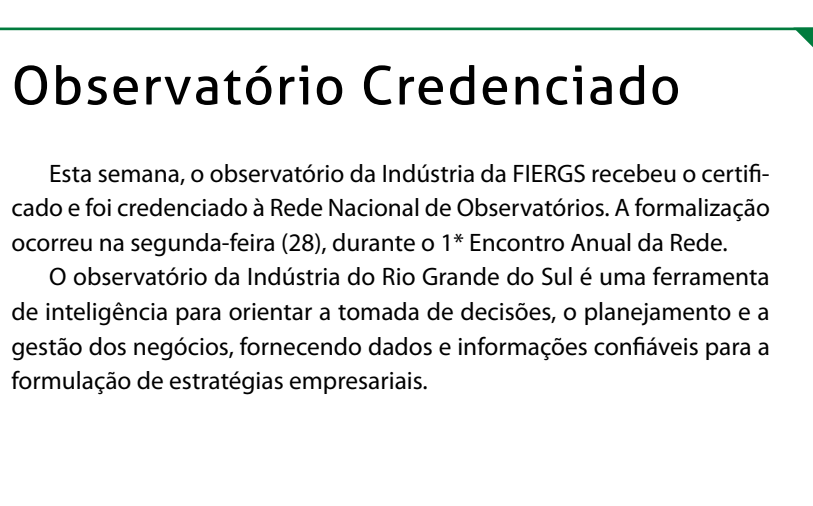 Observatório Credenciado
Esta semana, o observatório da Indústria da FIERGS recebeu o certifi-
cado e foi credenciado à Rede Nacional de Observatórios. A formalização
ocorreu na segunda-feira (28), durante o 1* Encontro Anual da Rede.
O observatório da Indústria do Rio Grande do Sul é uma ferramenta
de inteligência para orientar a tomada de decisões, o planejamento e a
gestão dos negócios, fornecendo dados e informações confiáveis para a
formulação de estratégias empresariais.